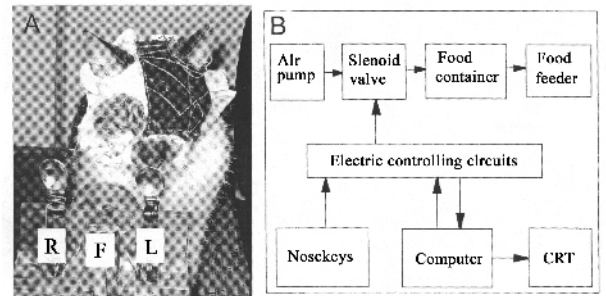 A
R
F
L
B
Air
pump
Slenoid
valve
Food
container
Food
feeder
Electric controlling circuits
Nosekeys
Computer
CRT